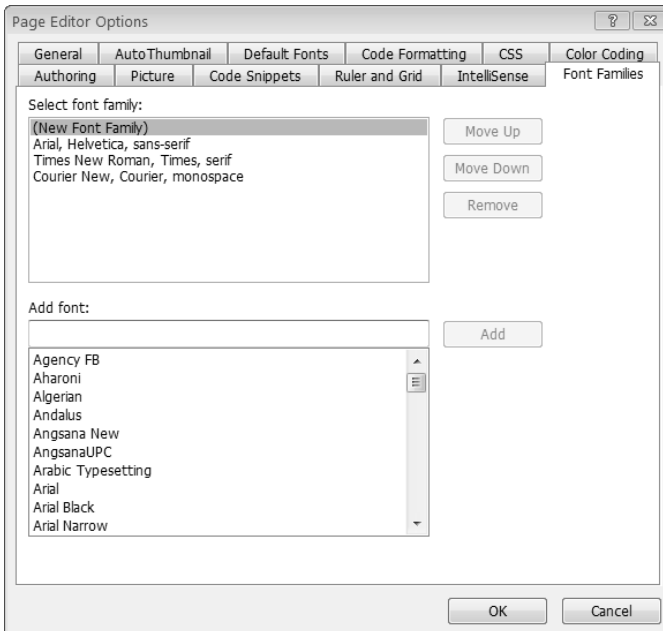 Page Editor Options
General AutoThumbnail Default Fonts Code Formatting CSS Color Coding
Authoring Picture Code Snippets Ruler and Grid IntelliSense Font Families
Select font family:
(New Font Family)
Arial, Helvetica, sans-serif
Times New Roman, Times, serif
Courier New, Courier, monospace
Move Up
Move Down
Remove
Add font:
Add
Agency FB
Aharoni
Algerian
Andalus
Angsana New
AngsanaUPC
Arabic Typesetting
Arial
Arial Black
Arial Narrow
OK Cancel